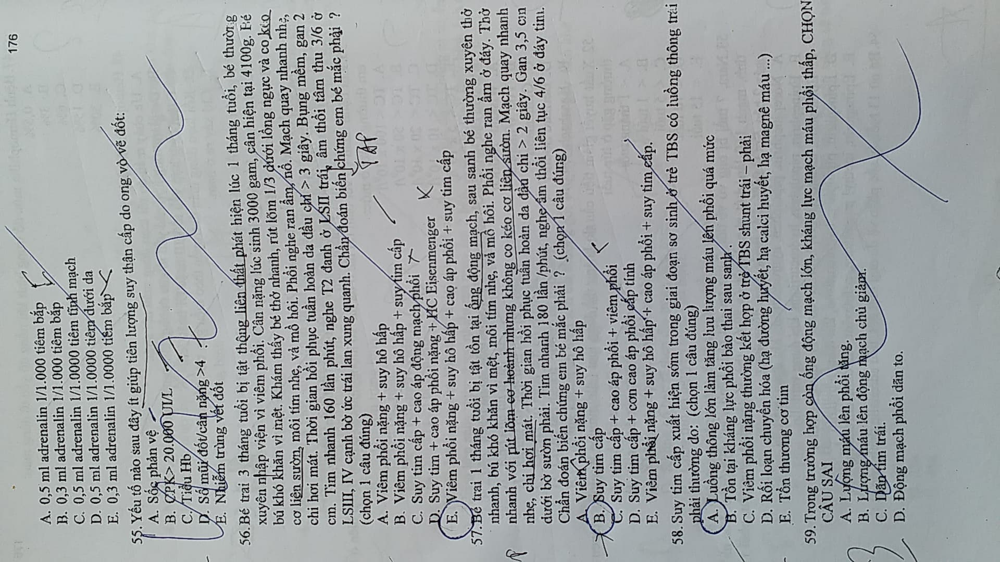 176
A. 0,5 ml adrenalin 1/1.000 tiêm bắp
B. 0,3 ml adrenalin 1/1.000 tiêm bắp
C. 0,5 ml adrenalin 1/1.0000 tiêm tĩnh mạch
D. 0,5 ml adrenalin 1/1.0000 tiêm dưới da
E. 0,3 ml adrenalin 1/1.0000 tiêm bắp
55. Yếu tố nào sau đây ít giúp tiên lượng suy thận cấp do ong vò vẽ đốt:
A. Sốc phản vệ
B. CPK> 20.000 UI/L
C. Tiểu Hb
D. Số mũi đốt/cân nặng >4
E. Nhiễm trùng vết đốt
56.Bé trai 3 tháng tuổi bị tật thông liên thất phát hiện lúc 1 tháng tuổi, bé thường
xuyên nhập viện vì viêm phổi. Cân nặng lúc sinh 3000 gam, cân hiện tại 4100g. Bé
bú khó khăn vì mệt. Khám thấy bé thở nhanh, rút lõm 1/3 dưới lồng ngực và co kéo
cơ liên sườn, môi tím nhẹ, vả mồ hôi. Phổi nghe ran ẩm, nổ. Mạch quay nhanh nhẹ,
chi hơi mát. Thời gian hồi phục tuần hoàn da đầu chi > 3 giây. Bụng mềm, gan 2
cm. Tim nhanh 160 lần phút, nghe T2 danh ở LSII trái, âm thổi tâm thu 3/6 ở
LSIII, IV cạnh bờ ức trái lan xung quanh. Chẩn đoán biến chứng em bé mắc phải ?
(chọn 1 câu đúng)
TAP
A. Viêm phổi nặng + suy hô hấp
B. Viêm phổi nặng + suy hô hấp + suy tim cấp
C. Suy tim cấp + cao áp động mạch phổi
D. Suy tim + cao áp phổi nặng + HC Eisenmenger
E. Viêm phổi nặng + suy hô hấp + cao áp phổi + suy tim cấp
57.Bé trai 1 tháng tuổi bị tật tồn tại ống động mạch, sau sanh bé thường xuyên thở
nhanh, bú khó khăn vì mệt, môi tím nhẹ, vả mồ hôi. Phổi nghe ran ẩm ở đáy. Thở
nhanh với rút lõm cơ hoành nhưng không co kéo cơ liên sườn. Mạch quay nhanh
nhẹ, chi hơi mát. Thời gian hồi phục tuần hoàn da đầu chi > 2 giây. Gan 3,5 cm
dưới bờ sườn phải. Tim nhanh 180 lần /phút, nghe âm thổi liên tục 4/6 ở đáy tim.
Chẩn đoán biến chứng em bé mắc phải ? (chọn 1 câu đúng)
A. Viêm phổi nặng + suy hô hấp
B. Suy tim cấp
C. Suy tim cấp + cao áp phổi + viêm phổi
D. Suy tim cấp + cơn cao áp phổi cấp tính
E. Viêm phổi nặng + suy hô hấp + cao áp phổi + suy tim cấp.
58. Suy tim cấp xuất hiện sớm trong giai đoạn sơ sinh ở trẻ TBS có luồng thông trái
phải thường do: (chọn 1 câu đúng)
A. Luồng thông lớn làm tăng lưu lượng máu lên phổi quá mức
B. Tồn tại kháng lực phổi bào thai sau sanh .
C. Viêm phổi nặng thường kết hợp ở trẻ TBS shunt trái – phải
D. Rối loạn chuyển hóa (hạ đường huyết, hạ calci huyết, hạ magnê máu ...)
E. Tổn thương cơ tim
59. Trong trường hợp còn ống động mạch lớn, kháng lực mạch máu phổi thấp, CHỌN
CÂU SAI
A. Lượng máu lên phổi tăng.
B. Lượng máu lên động mạch chủ giảm.
C. Dãn tim trái.
D. Động mạch phổi dãn to.